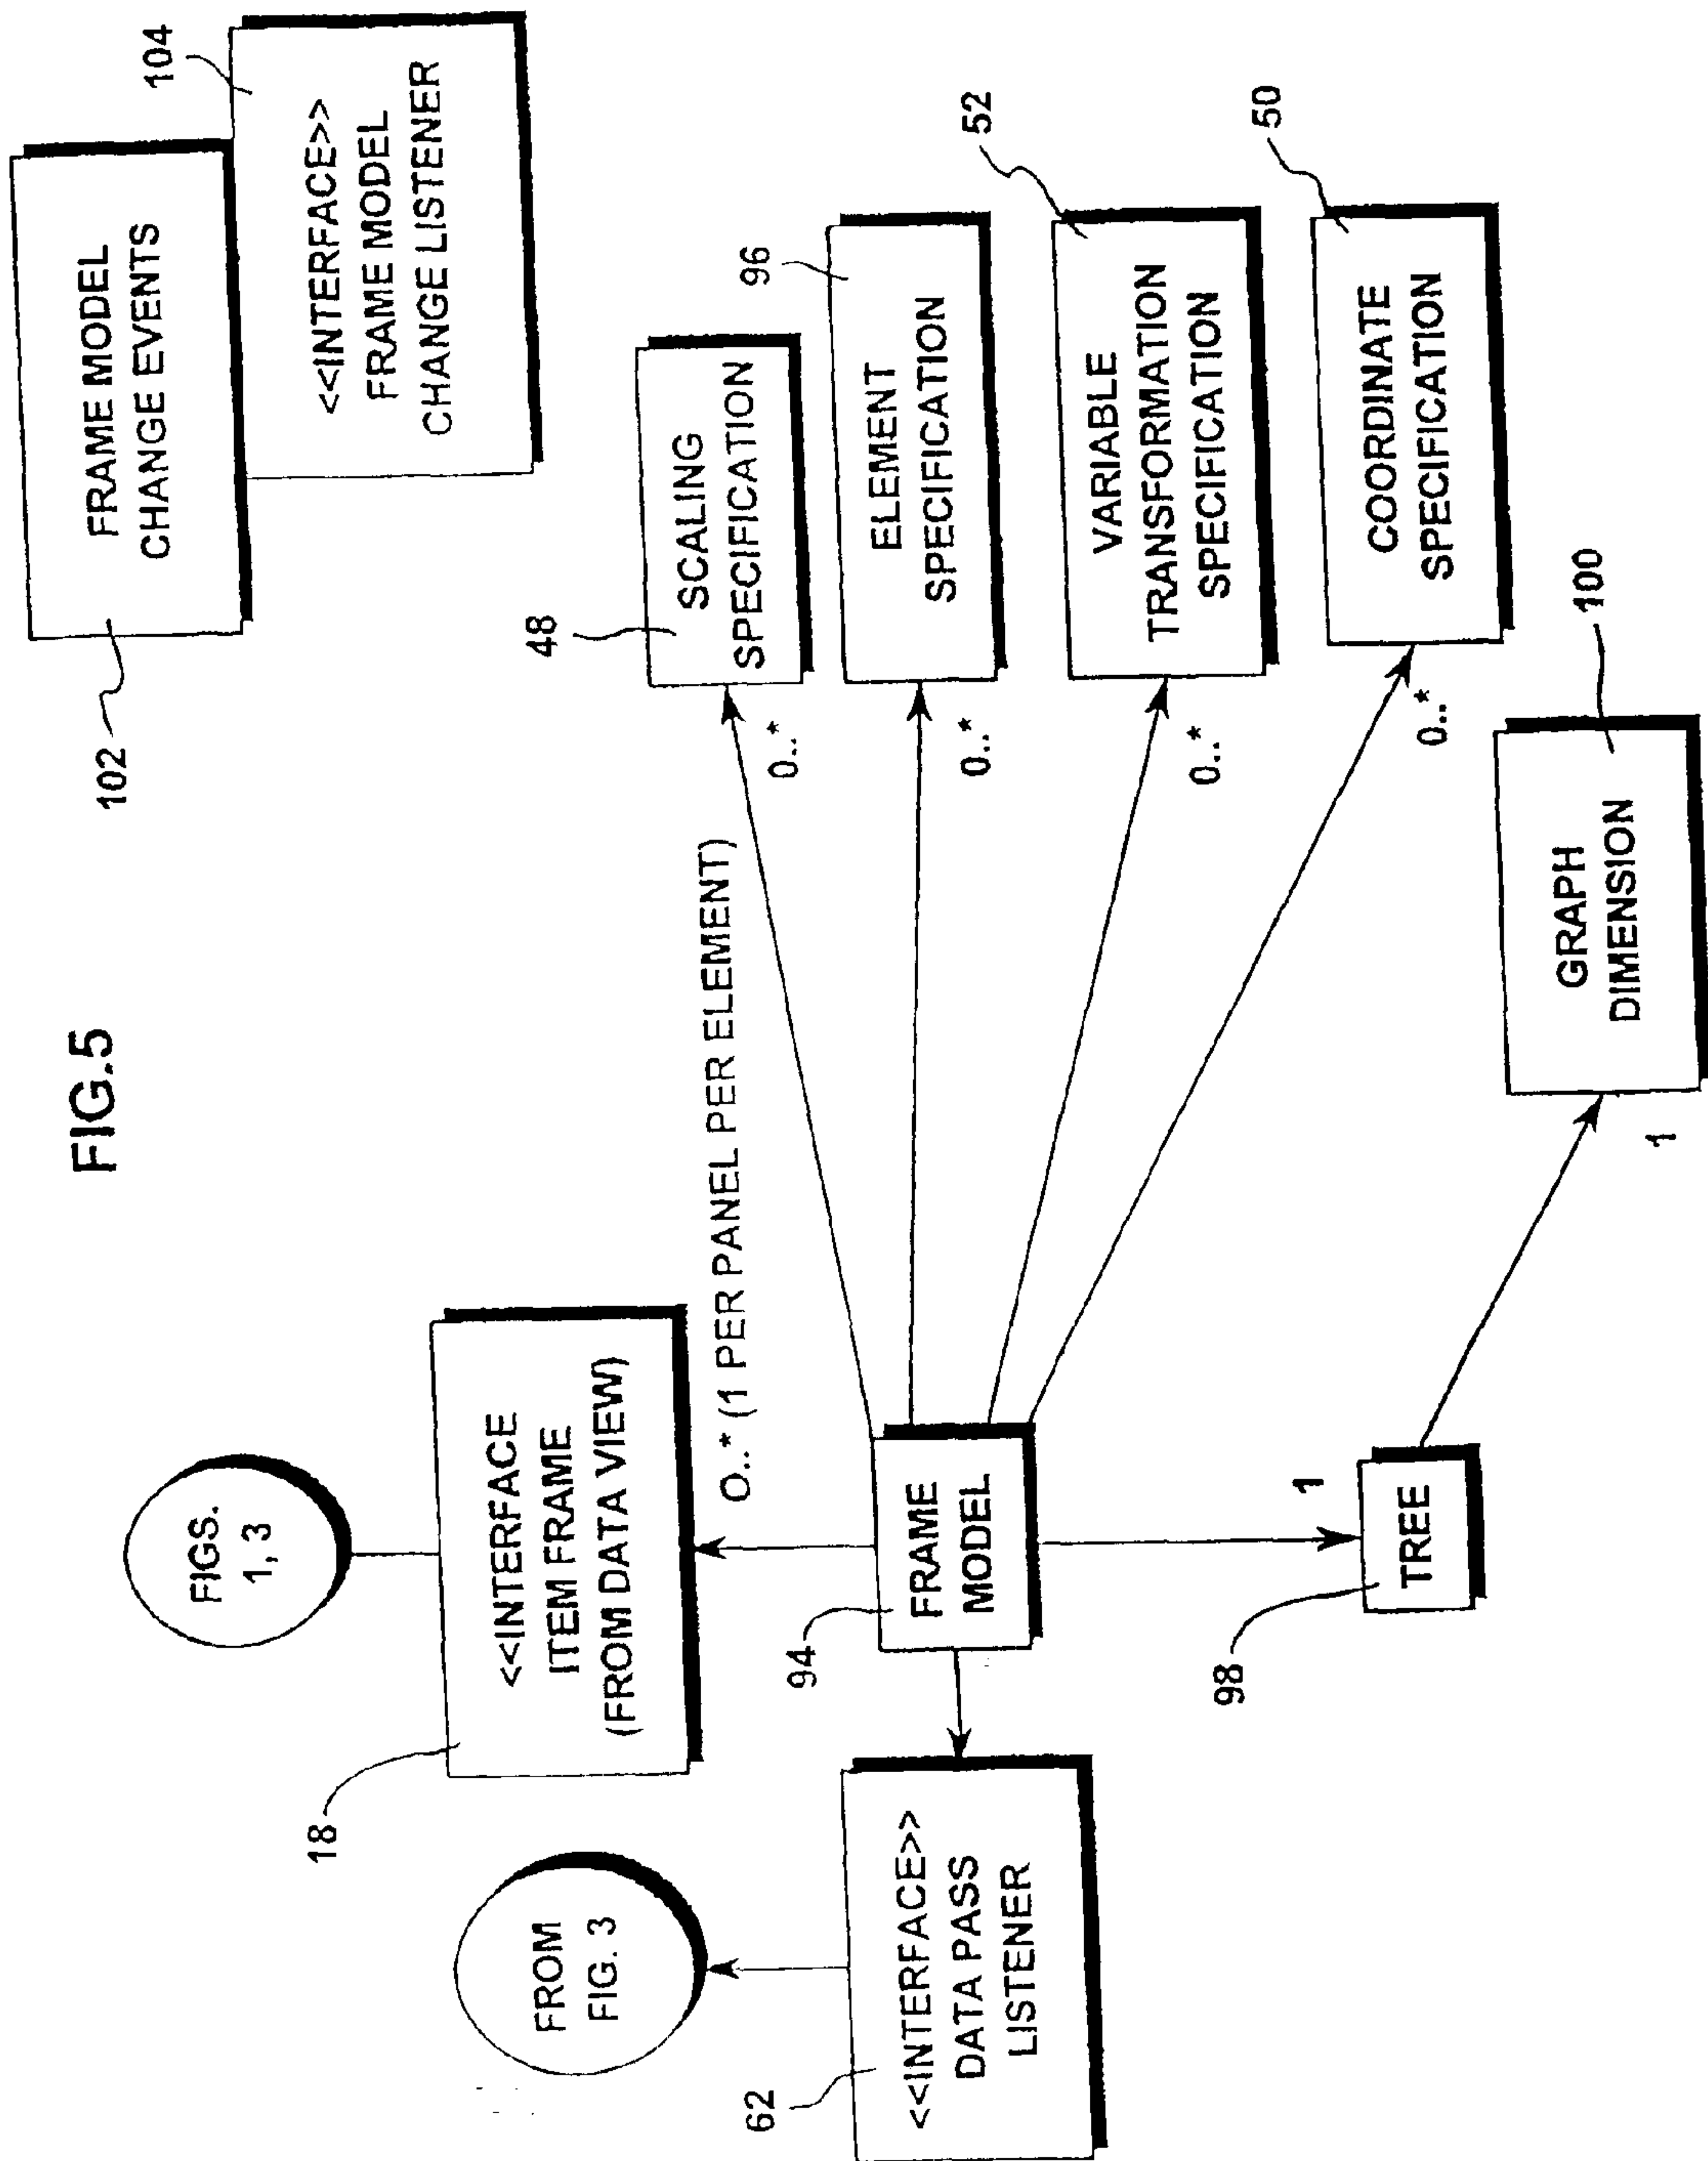 FIG.5
FRAME MODEL
CHANGE EVENTS
102
<<INTERFACE>>
FRAME MODEL
CHANGE LISTENER
104
FIGS.
1, 3
<<INTERFACE
ITEM FRAME
(FROM DATA VIEW)
18
O..* (1 PER PANEL PER ELEMENT)
FROM
FIG. 3
<<INTERFACE>>
DATA PASS
LISTENER
62
FRAME
MODEL
94
SCALING
SPECIFICATION
48
0..*
ELEMENT
SPECIFICATION
96
0..*
VARIABLE
TRANSFORMATION
SPECIFICATION
52
0..*
COORDINATE
SPECIFICATION
50
0..*
1
TREE
98
GRAPH
DIMENSION
100
1